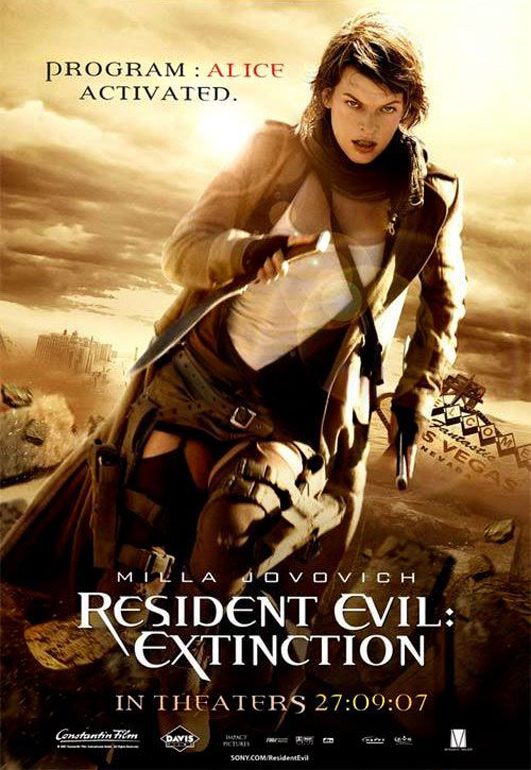 PROGRAM : ALICE
ACTIVATED.
WELCOME
Fabulous
LAS VEGAS
NEVADA
MILLA JOVOVICH
RESIDENT EVIL:
EXTINCTION
IN THEATERS 27:09:07
Constantin Film
DAVIS
IMPACT
PICTURES
SONY.COM/ResidentEvil